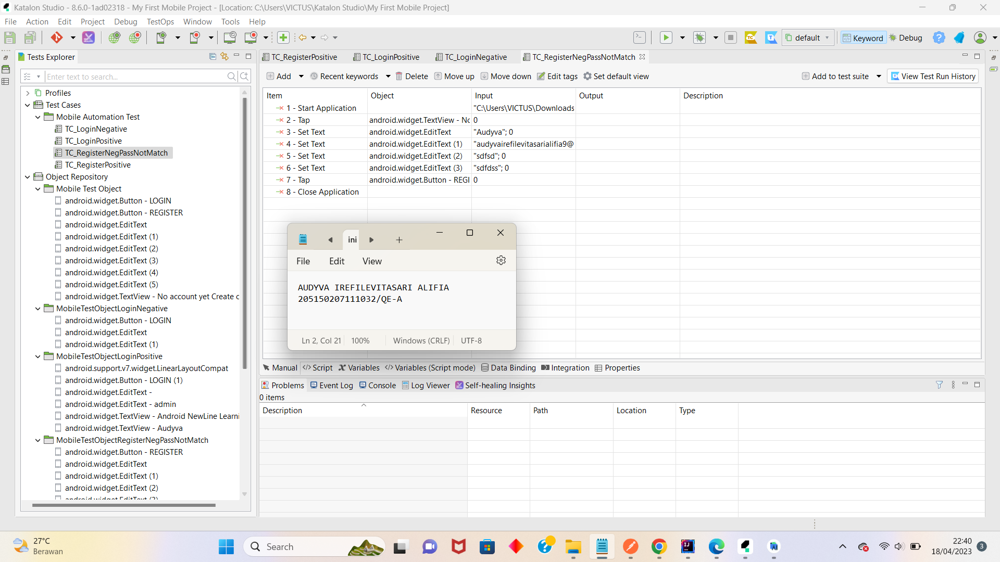 Katalon Studio - 8.6.0-1ad02318 - My First Mobile Project - [Location: C:\Users\VICTUS\Katalon Studio\My First Mobile Project]
File Action Edit Project Debug TestOps Window Tools Help
default Keyword Debug
Tests Explorer
Enter text to search...
Profiles
Test Cases
Mobile Automation Test
TC_LoginNegative
TC_LoginPositive
TC_RegisterNegPassNotMatch
TC_RegisterPositive
Object Repository
Mobile Test Object
android.widget.Button - LOGIN
android.widget.Button - REGISTER
android.widget.EditText
android.widget.EditText (1)
android.widget.EditText (2)
android.widget.EditText (3)
android.widget.EditText (4)
android.widget.EditText (5)
android.widget.TextView - No account yet Create c
MobileTestObjectLoginNegative
android.widget.Button - LOGIN
android.widget.EditText
android.widget.EditText (1)
MobileTestObjectLoginPositive
android.support.v7.widget.LinearLayoutCompat
android.widget.Button - LOGIN (1)
android.widget.EditText -
android.widget.EditText - admin
android.widget.TextView - Android NewLine Learni
android.widget.TextView - Audyva
MobileTestObjectRegisterNegPassNotMatch
android.widget.Button - REGISTER
android.widget.EditText
android.widget.EditText (1)
android.widget.EditText (2)
TC_RegisterPositive TC_LoginPositive TC_LoginNegative TC_RegisterNegPassNotMatch
Add Recent keywords Delete Move up Move down Edit tags Set default view Add to test suite View Test Run History
Item Object Input Output Description
1 - Start Application "C:\Users\VICTUS\Downloads
2 - Tap android.widget.TextView - Nc 0
3 - Set Text android.widget.EditText "Audyva"; 0
4 - Set Text android.widget.EditText (1) "audyvairefilevitasarialifia9@
5 - Set Text android.widget.EditText (2) "sdfsd"; 0
6 - Set Text android.widget.EditText (3) "sdfdss"; 0
7 - Tap android.widget.Button - REGI 0
8 - Close Application
ini
File Edit View
AUDYVA IREFILEVITASARI ALIFIA
205150207111032/QE-A
Ln 2, Col 21 100% Windows (CRLF) UTF-8
Manual Script Variables Variables (Script mode) Data Binding Integration Properties
Problems Event Log Console Log Viewer Self-healing Insights
0 items
Description Resource Path Location Type
27°C
Berawan
Search
22:40
18/04/2023
3